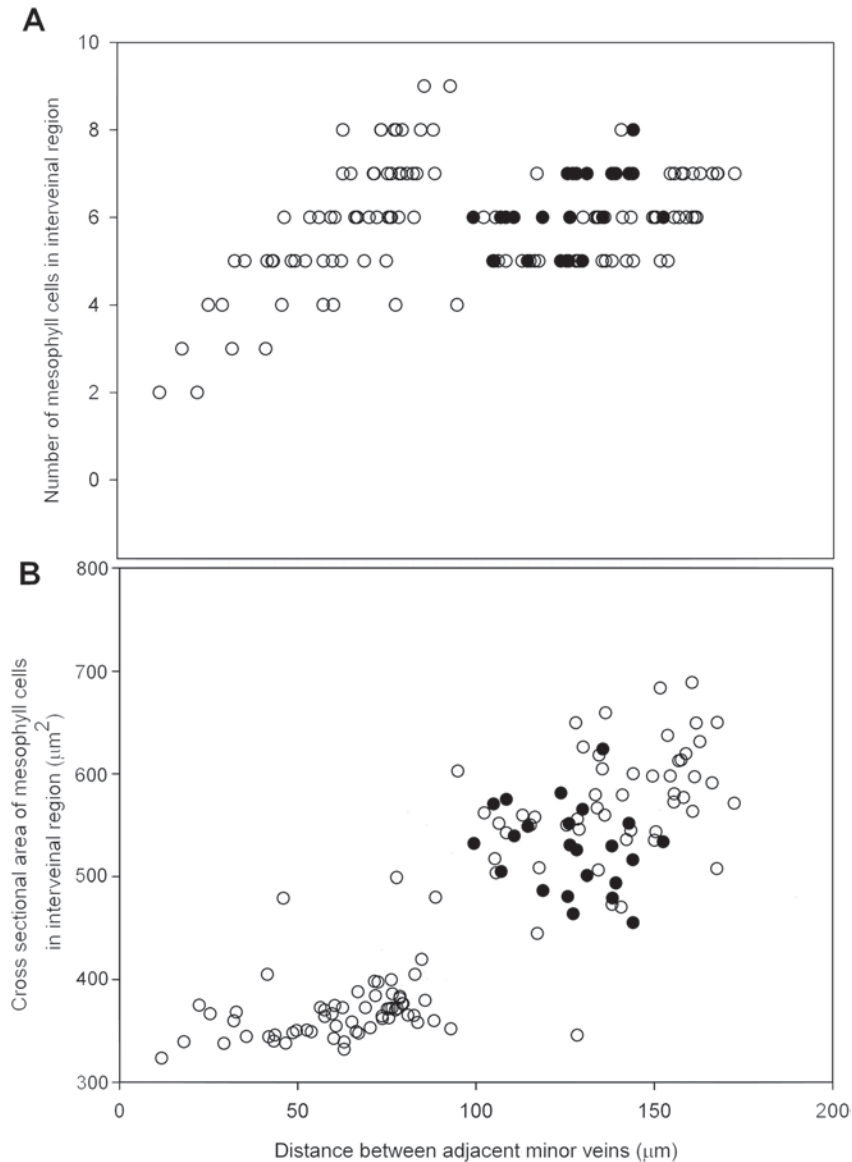 A
10
8
6
4
2
0
Number of mesophyll cells in interveinal region
B
800
700
600
500
400
300
Cross sectional area of mesophyll cells
in interveinal region (μm²)
0 50 100 150 200
Distance between adjacent minor veins (μm)